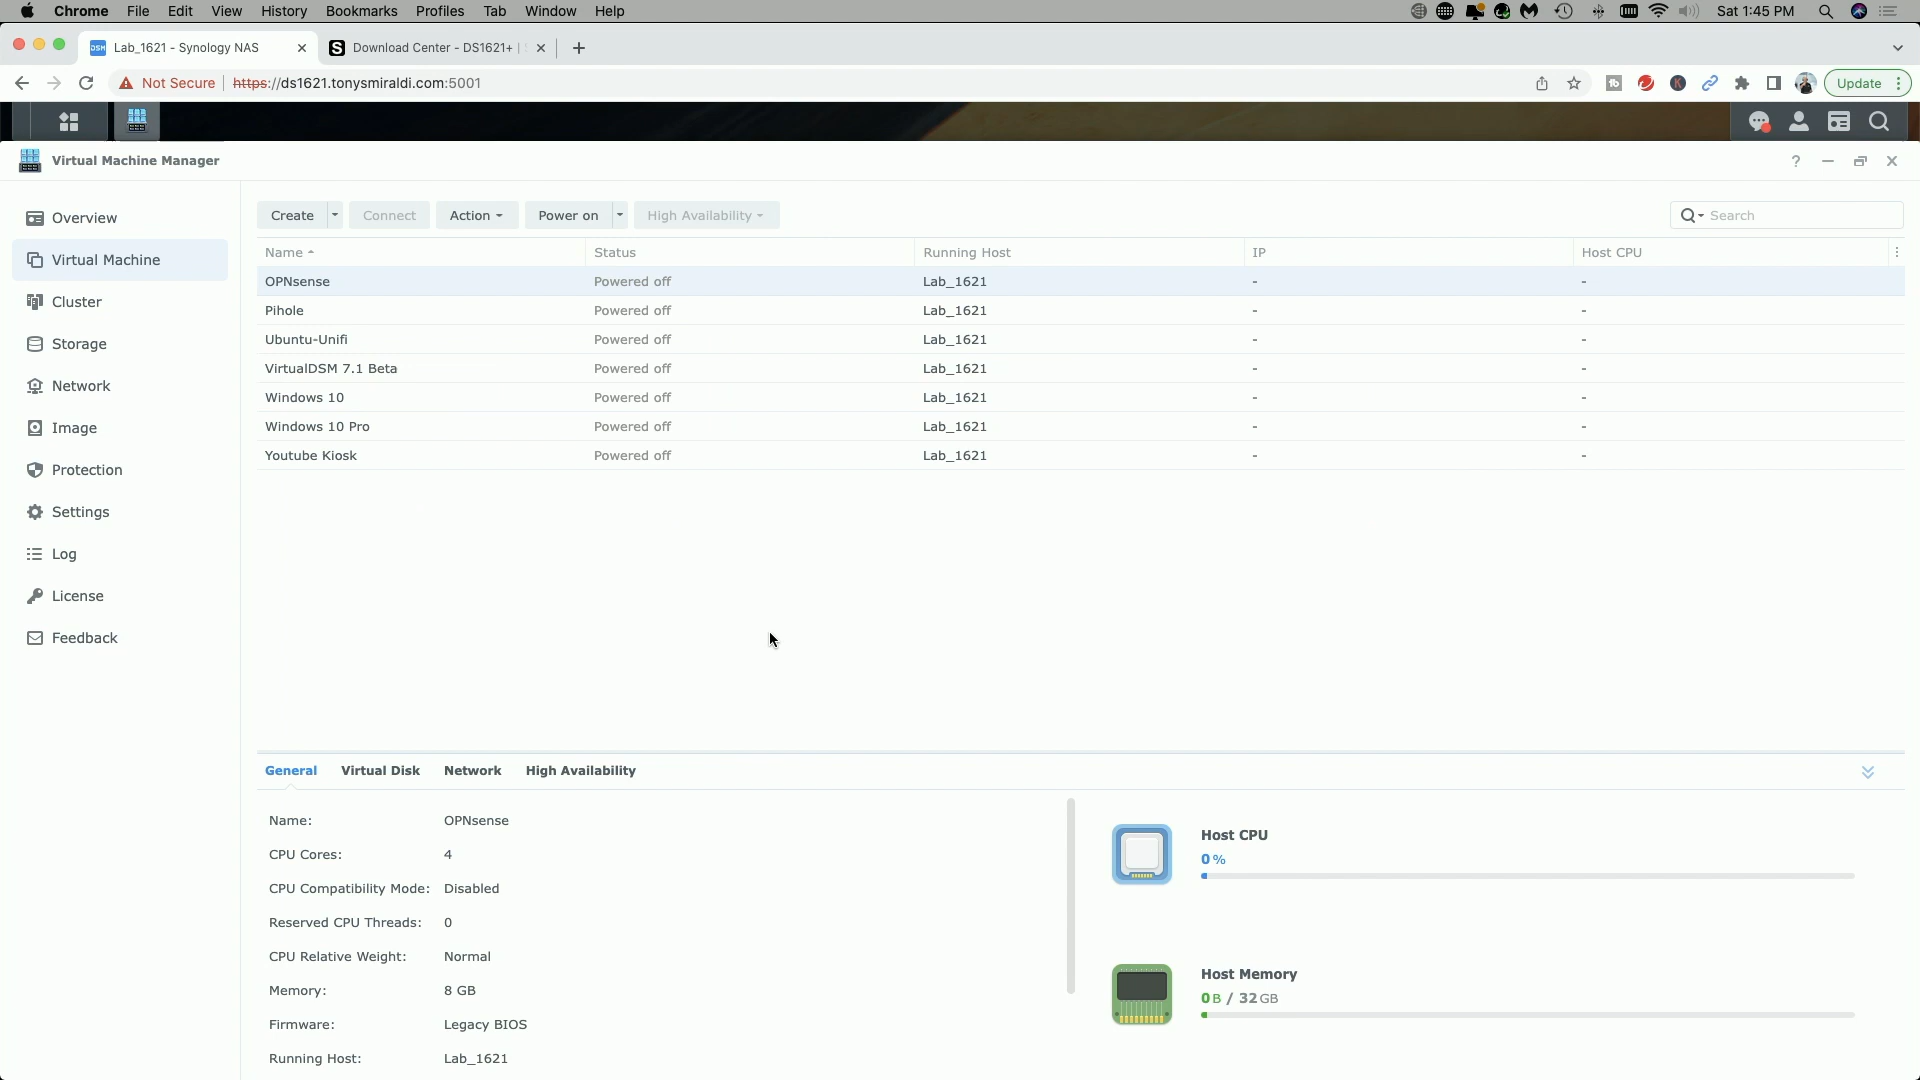 Chrome File Edit View History Bookmarks Profiles Tab Window Help Sat 1:45 PM
DSM Lab_1621 - Synology NAS S Download Center - DS1621+ |
Not Secure https://ds1621.tonysmiraldi.com:5001 tb K Update
Virtual Machine Manager ?
Overview
Virtual Machine
Cluster
Storage
Network
Image
Protection
Settings
Log
License
Feedback
Create Connect Action Power on High Availability Search
Name Status Running Host IP Host CPU
OPNsense Powered off Lab_1621 - -
Pihole Powered off Lab_1621 - -
Ubuntu-Unifi Powered off Lab_1621 - -
VirtualDSM 7.1 Beta Powered off Lab_1621 - -
Windows 10 Powered off Lab_1621 - -
Windows 10 Pro Powered off Lab_1621 - -
Youtube Kiosk Powered off Lab_1621 - -
General Virtual Disk Network High Availability
Name: OPNsense
CPU Cores: 4
CPU Compatibility Mode: Disabled
Reserved CPU Threads: 0
CPU Relative Weight: Normal
Memory: 8 GB
Firmware: Legacy BIOS
Running Host: Lab_1621
Host CPU
0 %
Host Memory
0 B / 32 GB